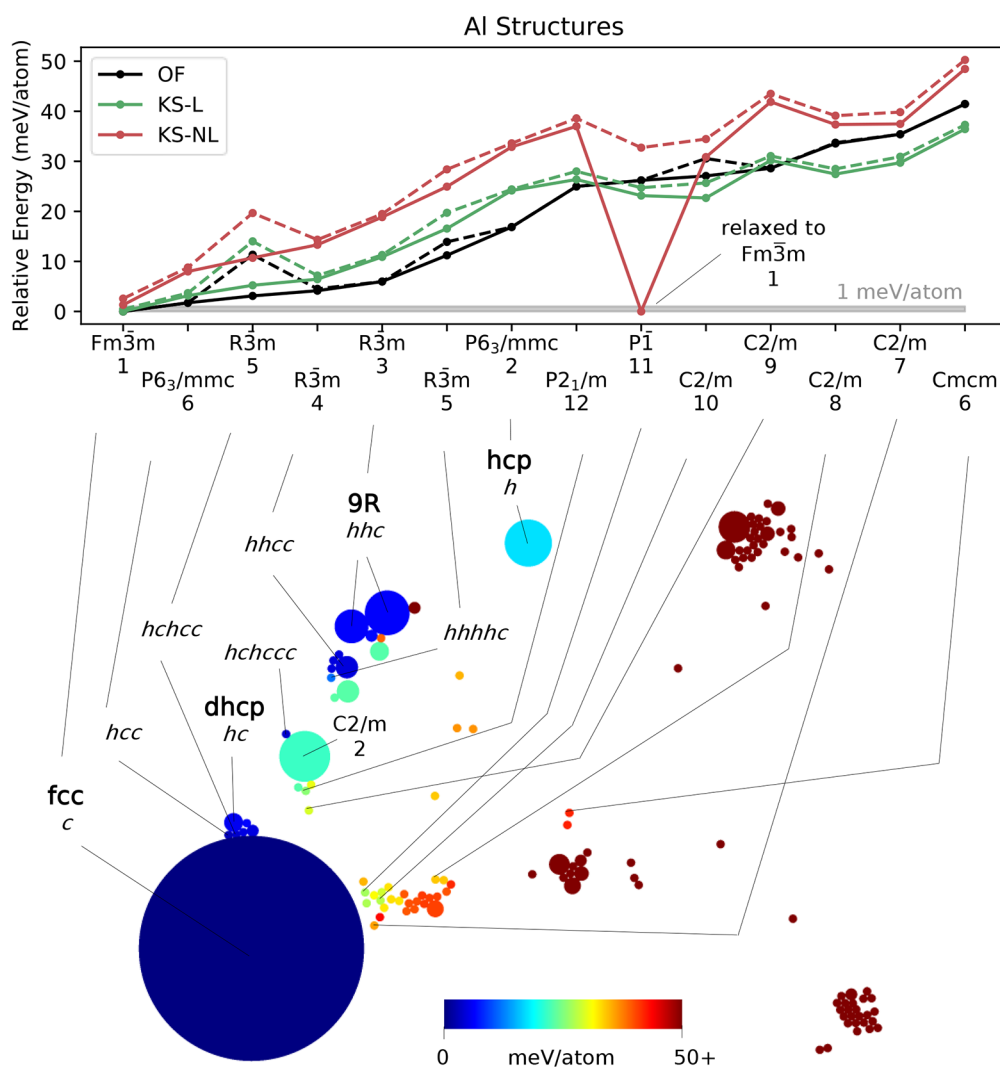 Al Structures
Relative Energy (meV/atom)
50
40
30
20
10
0
OF
KS-L
KS-NL
relaxed to
Fm3̅m
1
1 meV/atom
Fm3̅m
1
P6₃/mmc
6
R3̅m
5
R3̅m
4
R3̅m
3
R3̅m
5
P6₃/mmc
2
P2₁/m
12
P1̅
11
C2/m
10
C2/m
9
C2/m
8
C2/m
7
Cmcm
6
hcp
h
9R
hhc
hhcc
hchcc
hhhhc
hchccc
dhcp
hc
C2/m
2
hcc
fcc
c
0
meV/atom
50+